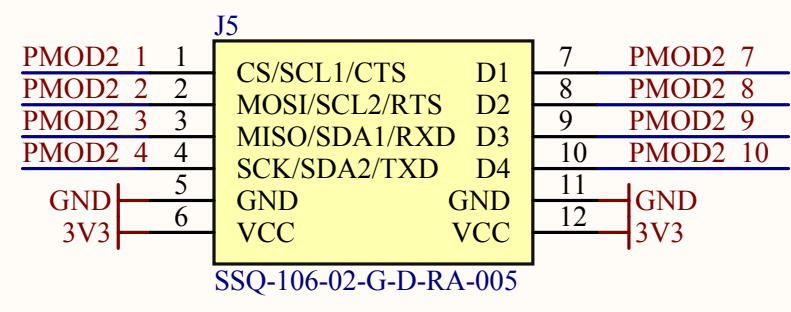 J5
PMOD2 1 1 CS/SCL1/CTS D1 7 PMOD2 7
PMOD2 2 2 MOSI/SCL2/RTS D2 8 PMOD2 8
PMOD2 3 3 MISO/SDA1/RXD D3 9 PMOD2 9
PMOD2 4 4 SCK/SDA2/TXD D4 10 PMOD2 10
GND 5 GND GND 11 GND
3V3 6 VCC VCC 12 3V3
SSQ-106-02-G-D-RA-005